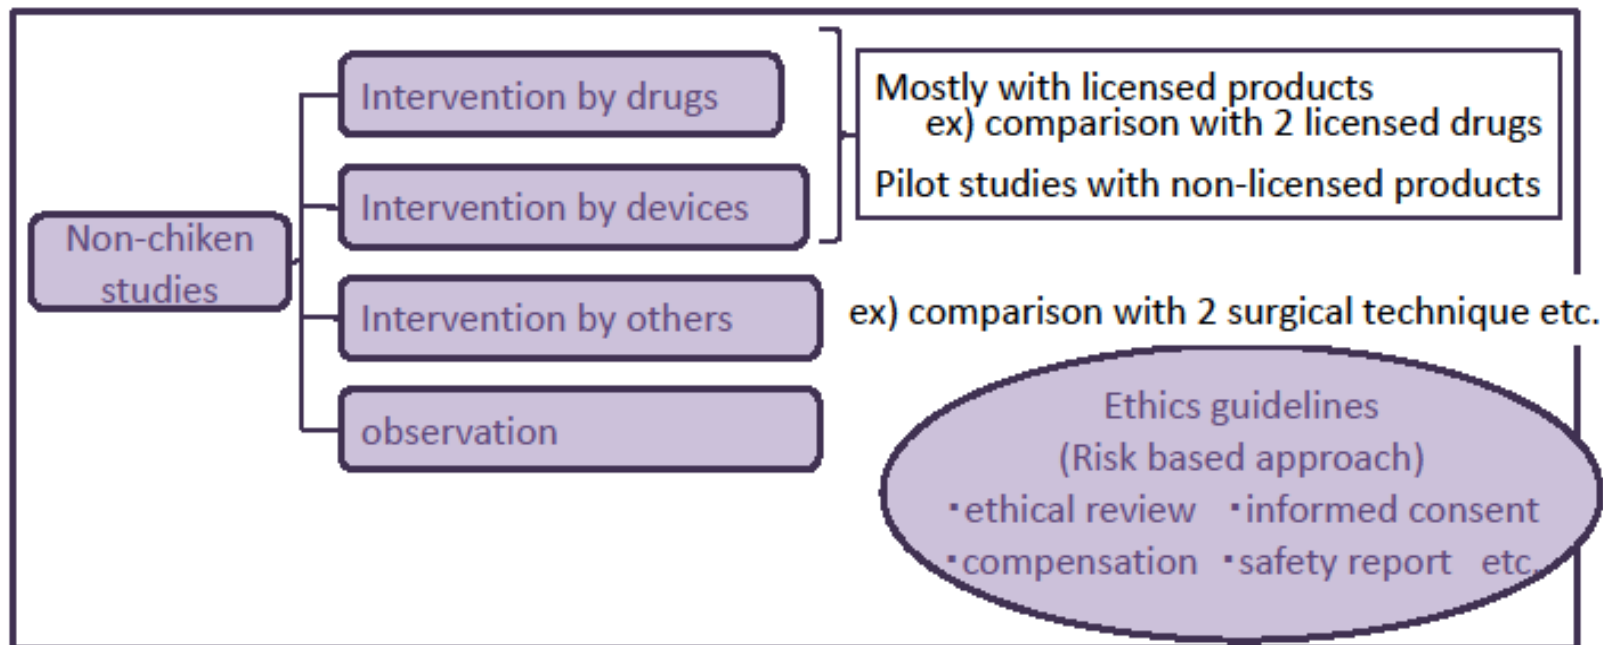 Non-chiken
studies
Intervention by drugs
Intervention by devices
Intervention by others
observation
Mostly with licensed products
ex) comparison with 2 licensed drugs
Pilot studies with non-licensed products
ex) comparison with 2 surgical technique etc.
Ethics guidelines
(Risk based approach)
・ethical review ・informed consent
・compensation ・safety report etc.